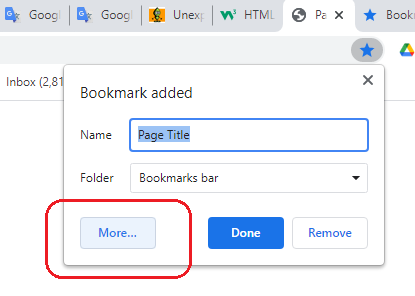 Googl Googl Unexp HTML Pa Bookm
Inbox (2,81
Bookmark added
Name Page Title
Folder Bookmarks bar
More... Done Remove